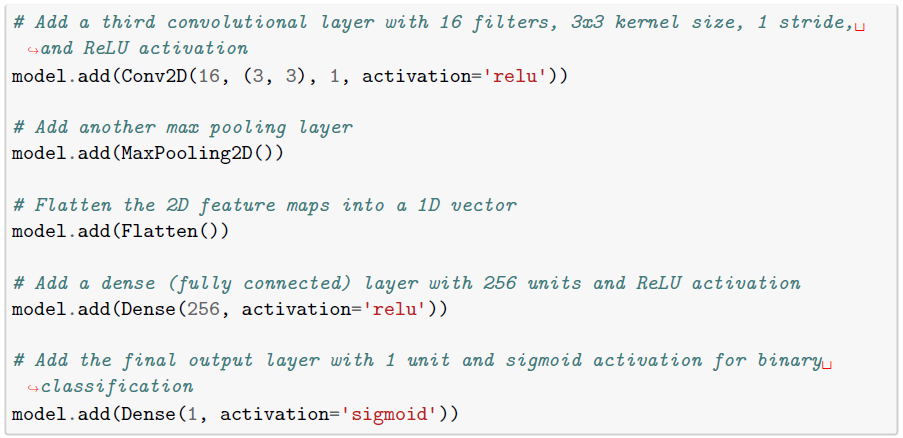 # Add a third convolutional layer with 16 filters, 3x3 kernel size, 1 stride,␣
↪and ReLU activation
model.add(Conv2D(16, (3, 3), 1, activation='relu'))
# Add another max pooling layer
model.add(MaxPooling2D())
# Flatten the 2D feature maps into a 1D vector
model.add(Flatten())
# Add a dense (fully connected) layer with 256 units and ReLU activation
model.add(Dense(256, activation='relu'))
# Add the final output layer with 1 unit and sigmoid activation for binary␣
↪classification
model.add(Dense(1, activation='sigmoid'))